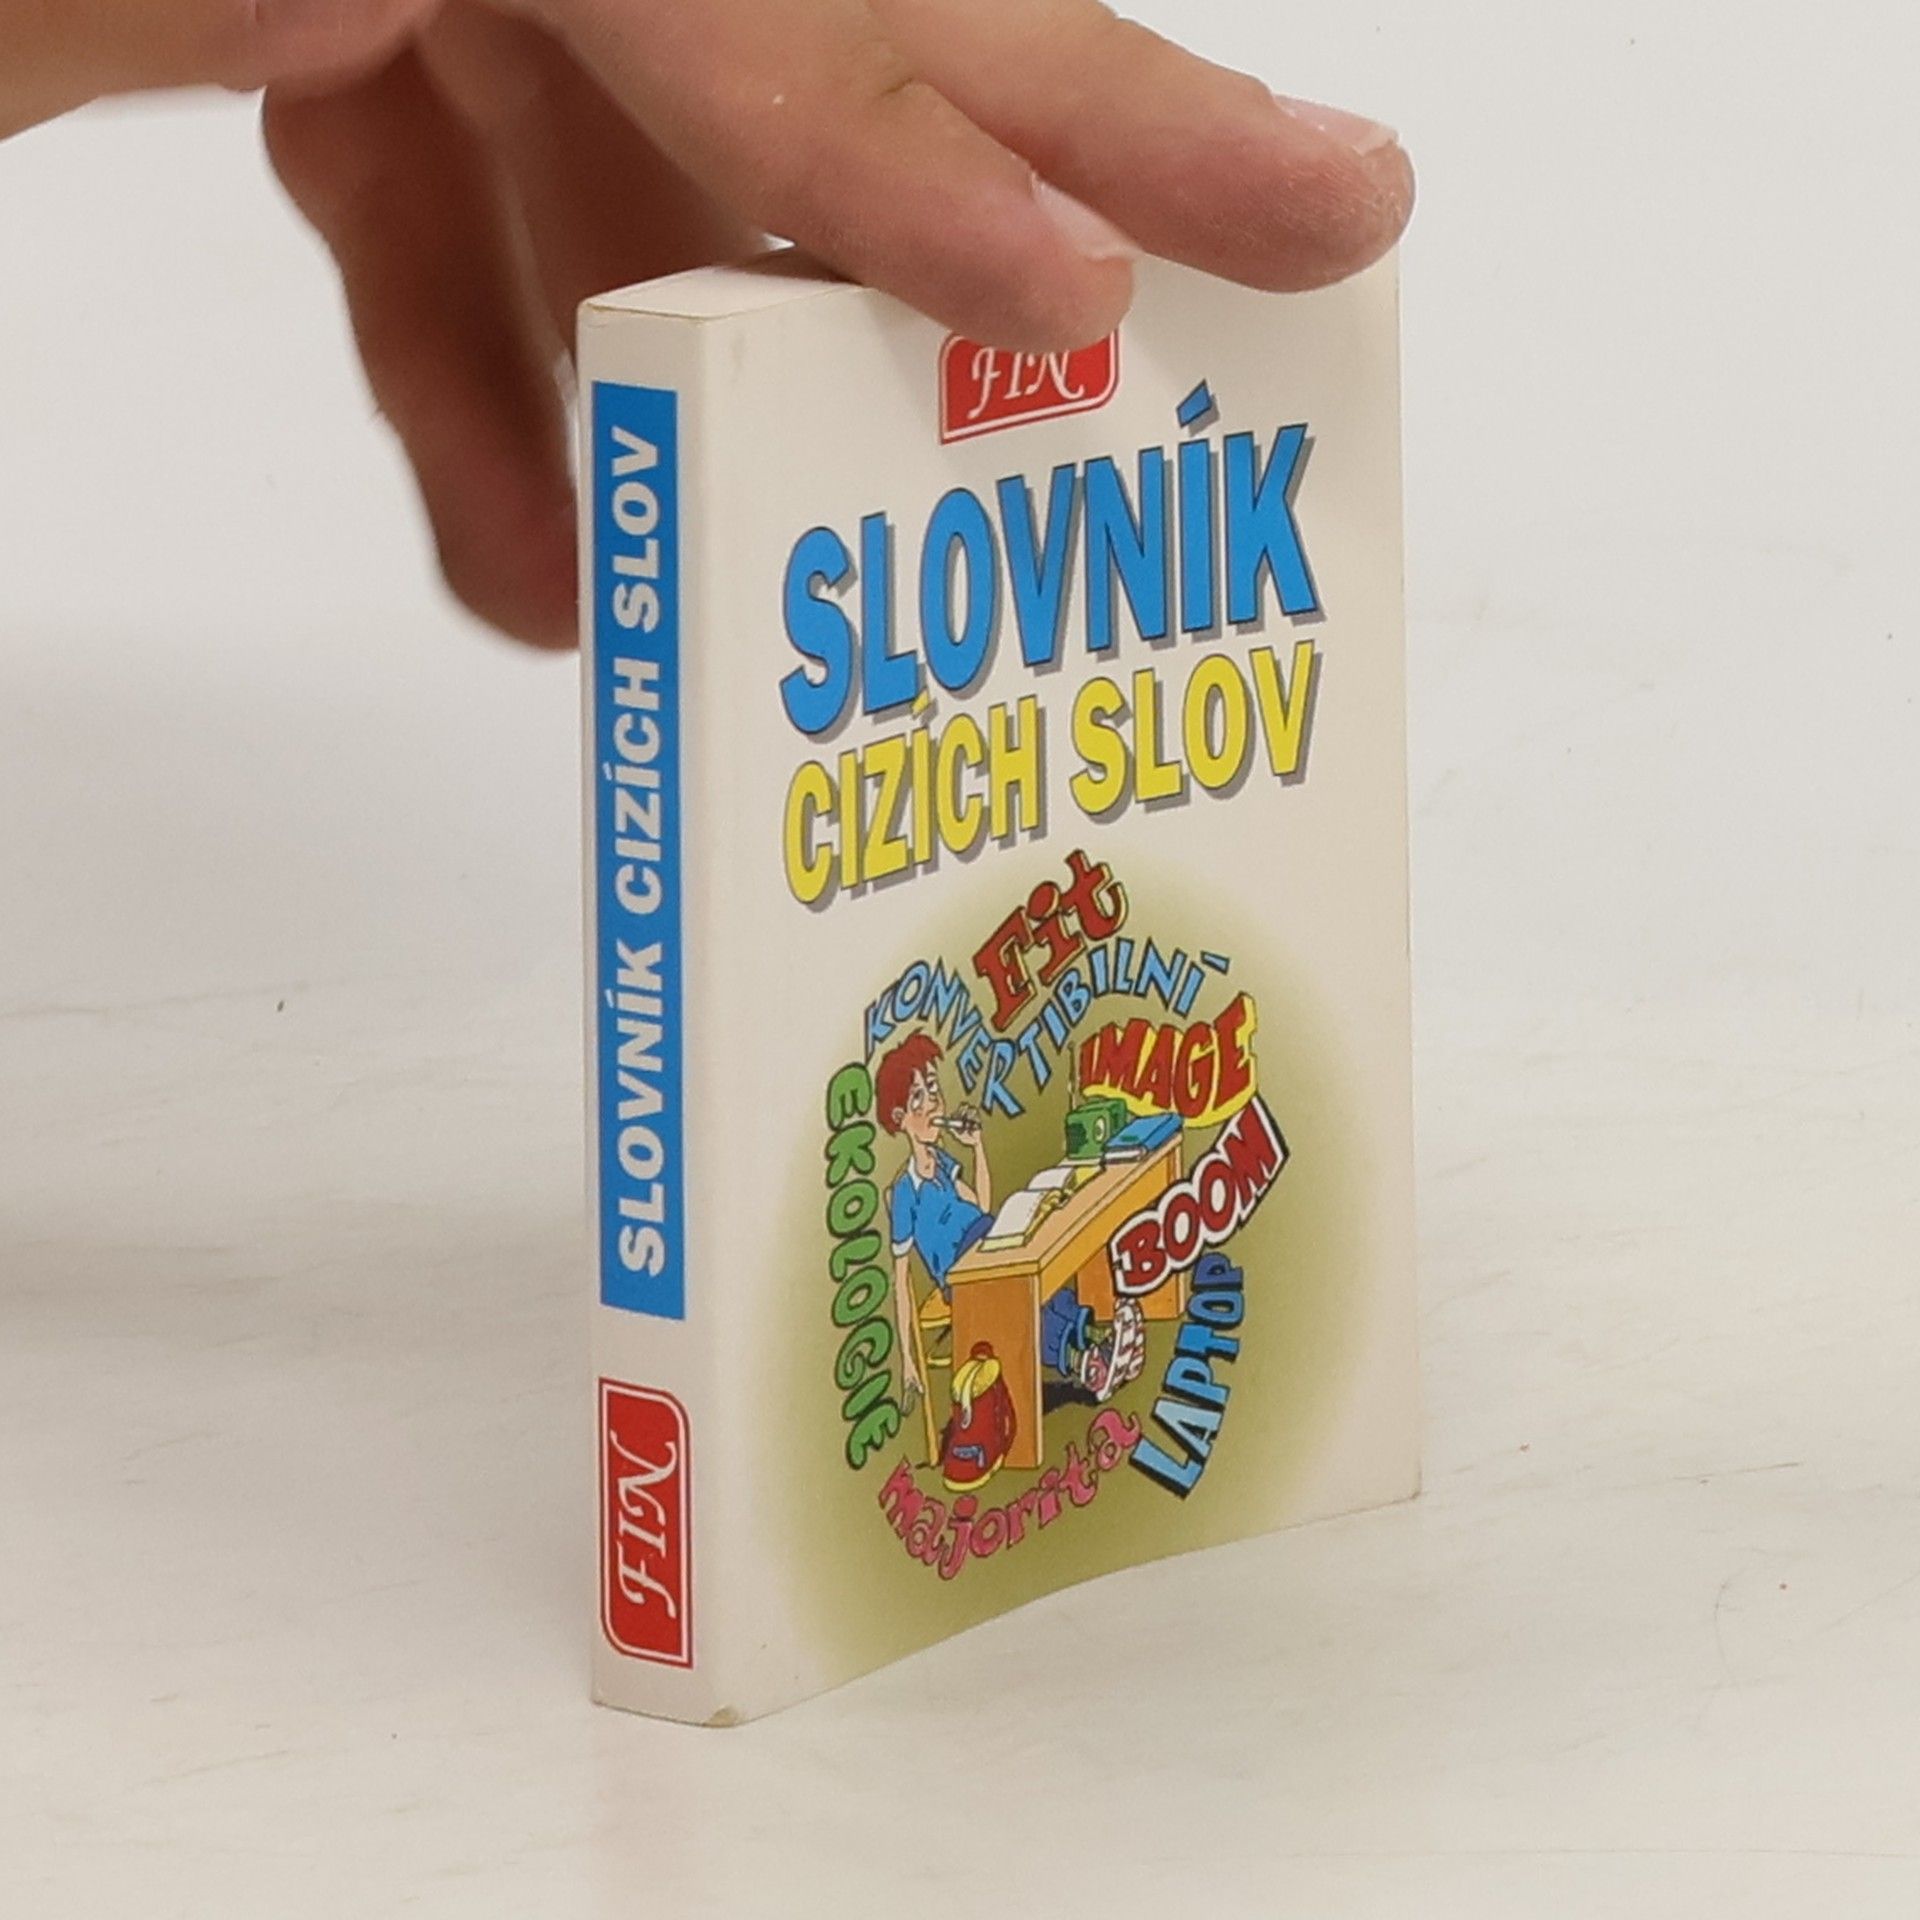 SLOVNÍK CIZÍCH SLOV
FIN
FIN
SLOVNÍK
CIZÍCH SLOV
Fit
KONVERTIBILNÍ
IMAGE
EKOLOGIE
BOOM
LAPTOP
majorita